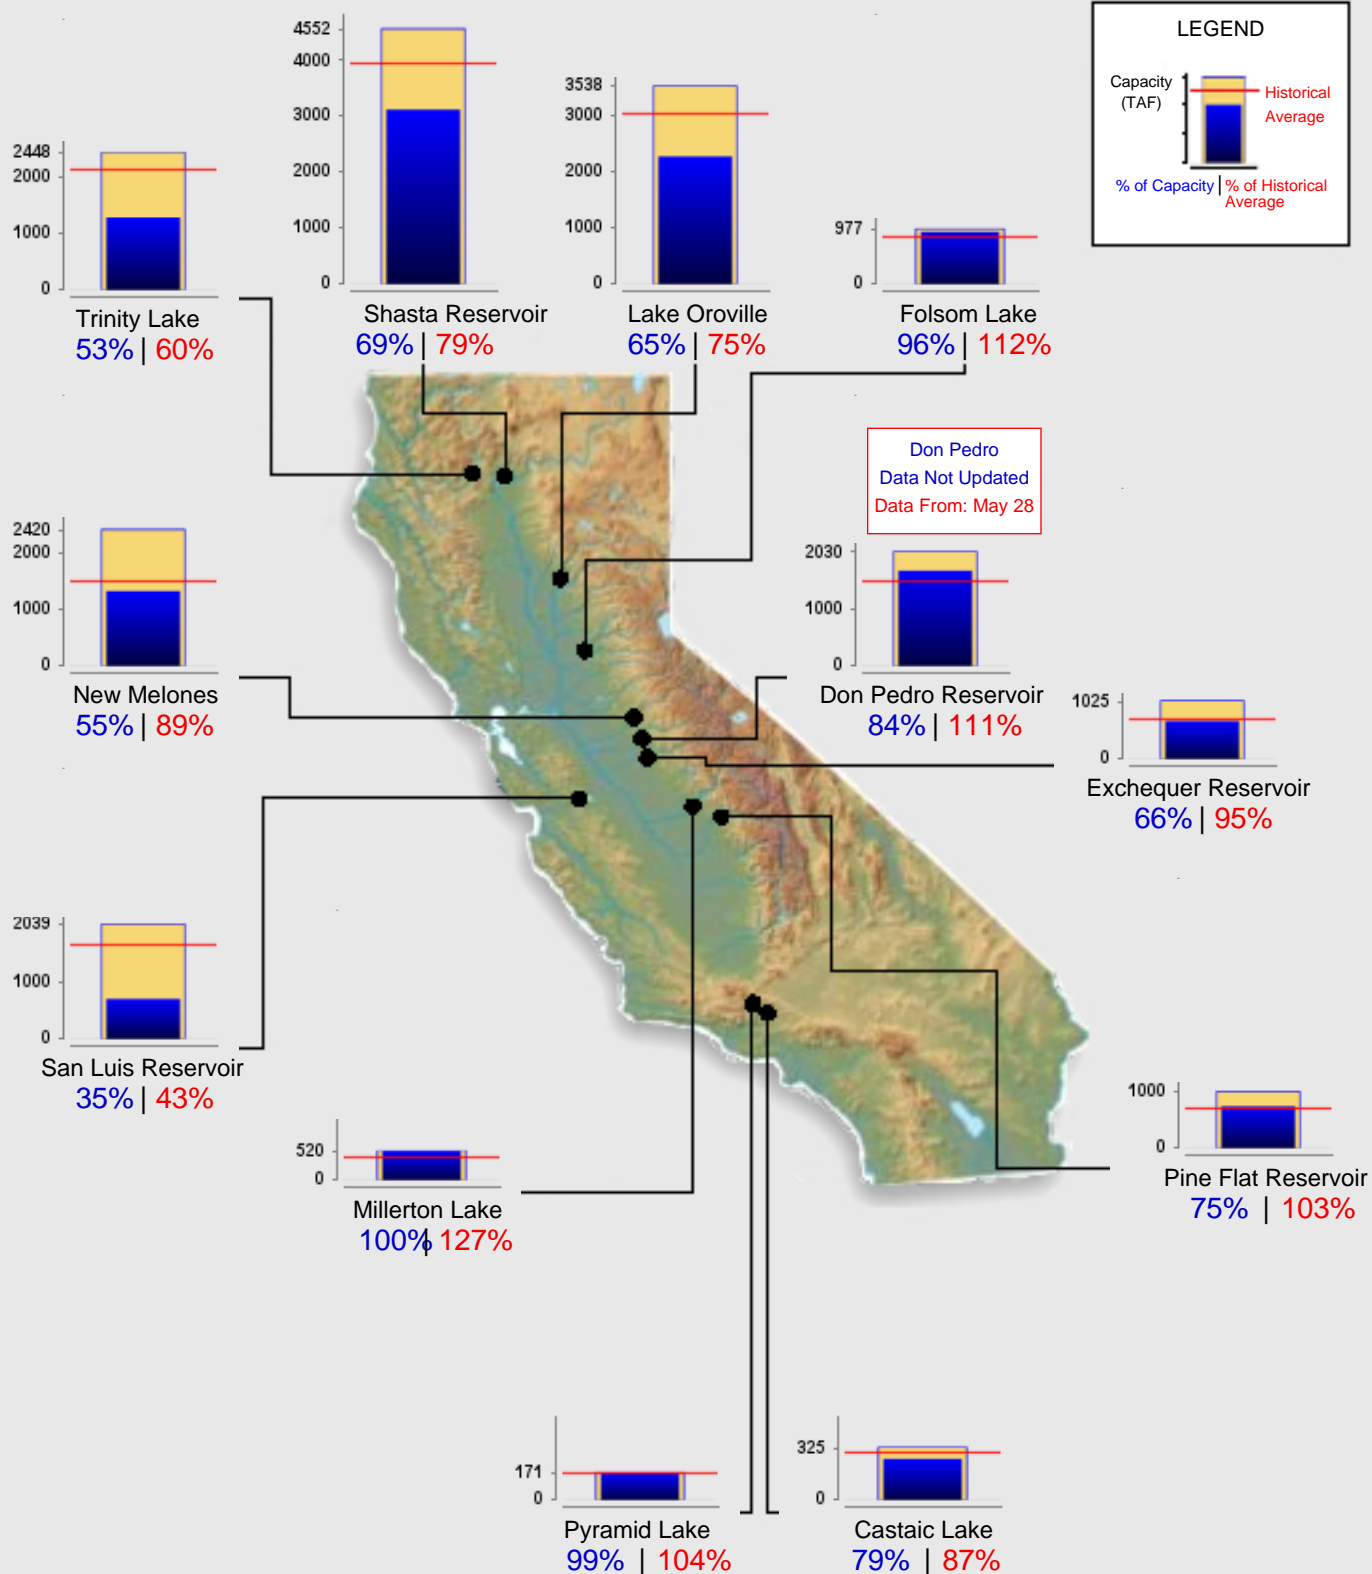 4552
4000
3000
2000
1000
0
Shasta Reservoir
69% | 79%
3538
3000
2000
1000
0
Lake Oroville
65% | 75%
LEGEND
Capacity
(TAF)
Historical
Average
% of Capacity | % of Historical
Average
2448
2000
1000
0
Trinity Lake
53% | 60%
977
0
Folsom Lake
96% | 112%
Don Pedro
Data Not Updated
Data From: May 28
2030
1000
0
Don Pedro Reservoir
84% | 111%
2420
2000
1000
0
New Melones
55% | 89%
1025
0
Exchequer Reservoir
66% | 95%
2039
1000
0
San Luis Reservoir
35% | 43%
520
0
Millerton Lake
100% | 127%
1000
0
Pine Flat Reservoir
75% | 103%
171
0
Pyramid Lake
99% | 104%
325
0
Castaic Lake
79% | 87%